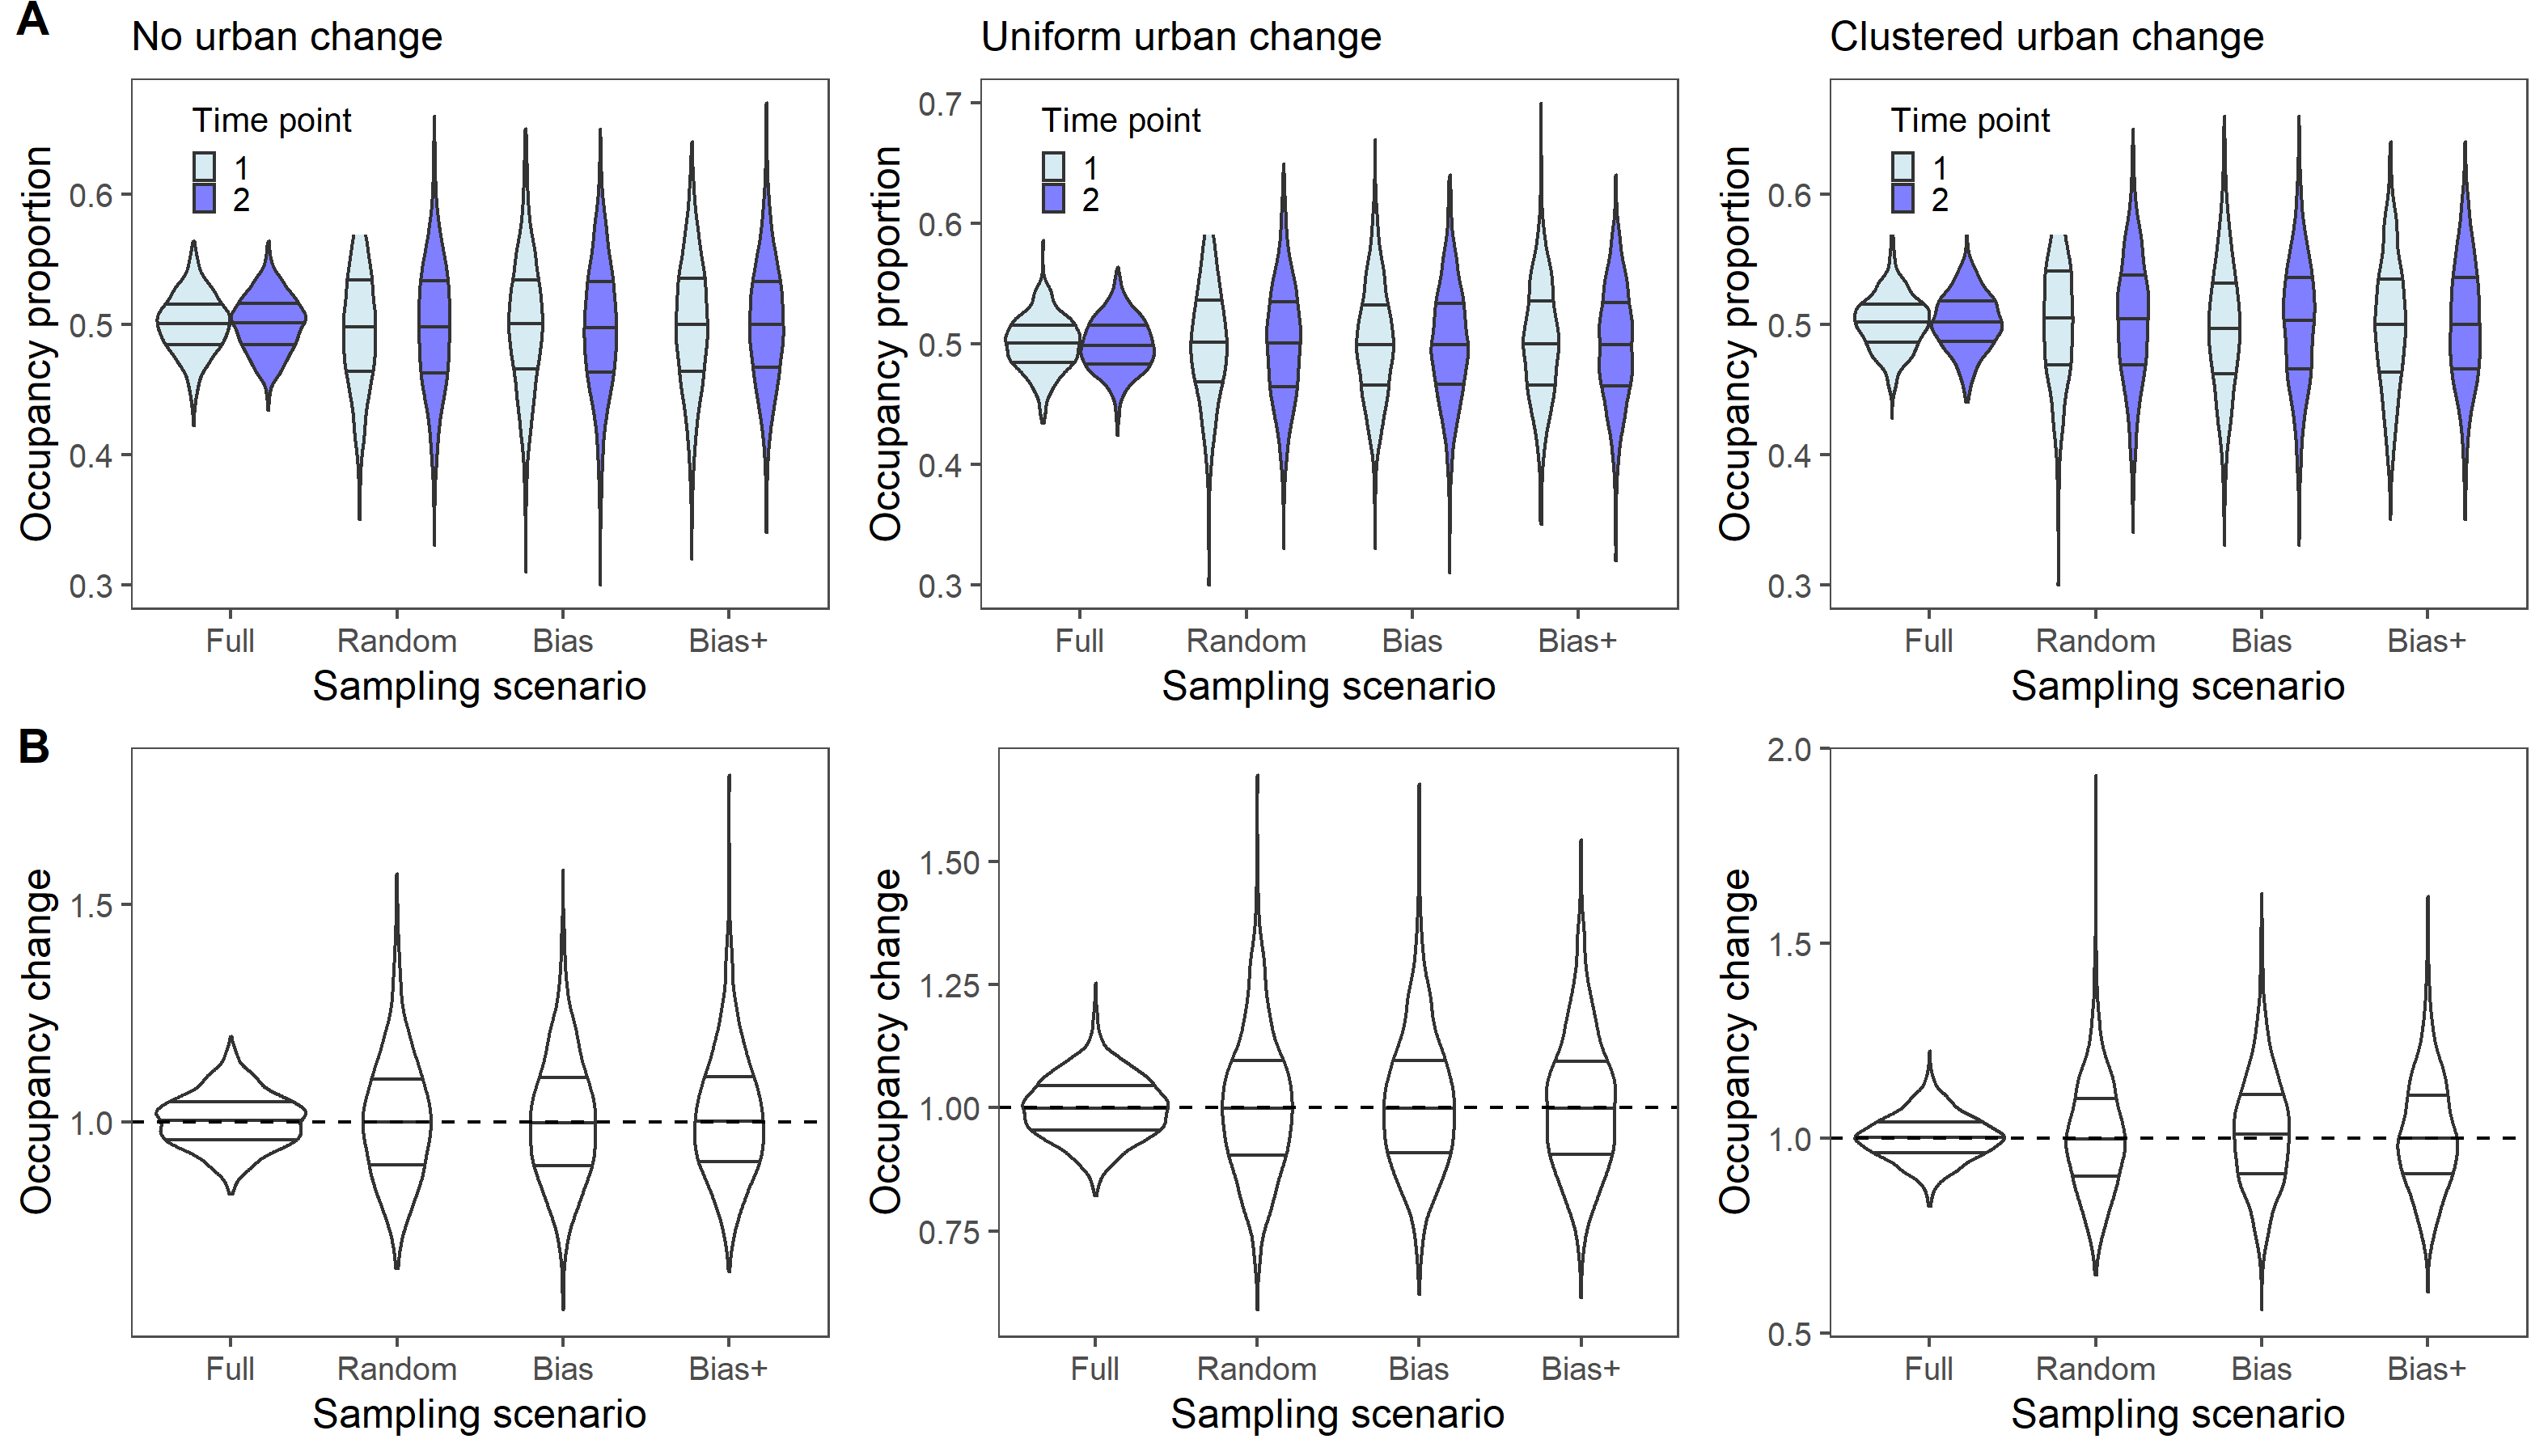 A
No urban change
Uniform urban change
Clustered urban change
Occupancy proportion
0.6
0.5
0.4
0.3
Time point
1
2
Full Random Bias Bias+
Sampling scenario
Occupancy proportion
0.7
0.6
0.5
0.4
0.3
Time point
1
2
Full Random Bias Bias+
Sampling scenario
Occupancy proportion
0.6
0.5
0.4
0.3
Time point
1
2
Full Random Bias Bias+
Sampling scenario
B
Occupancy change
1.5
1.0
Full Random Bias Bias+
Sampling scenario
Occupancy change
1.50
1.25
1.00
0.75
Full Random Bias Bias+
Sampling scenario
Occupancy change
2.0
1.5
1.0
0.5
Full Random Bias Bias+
Sampling scenario